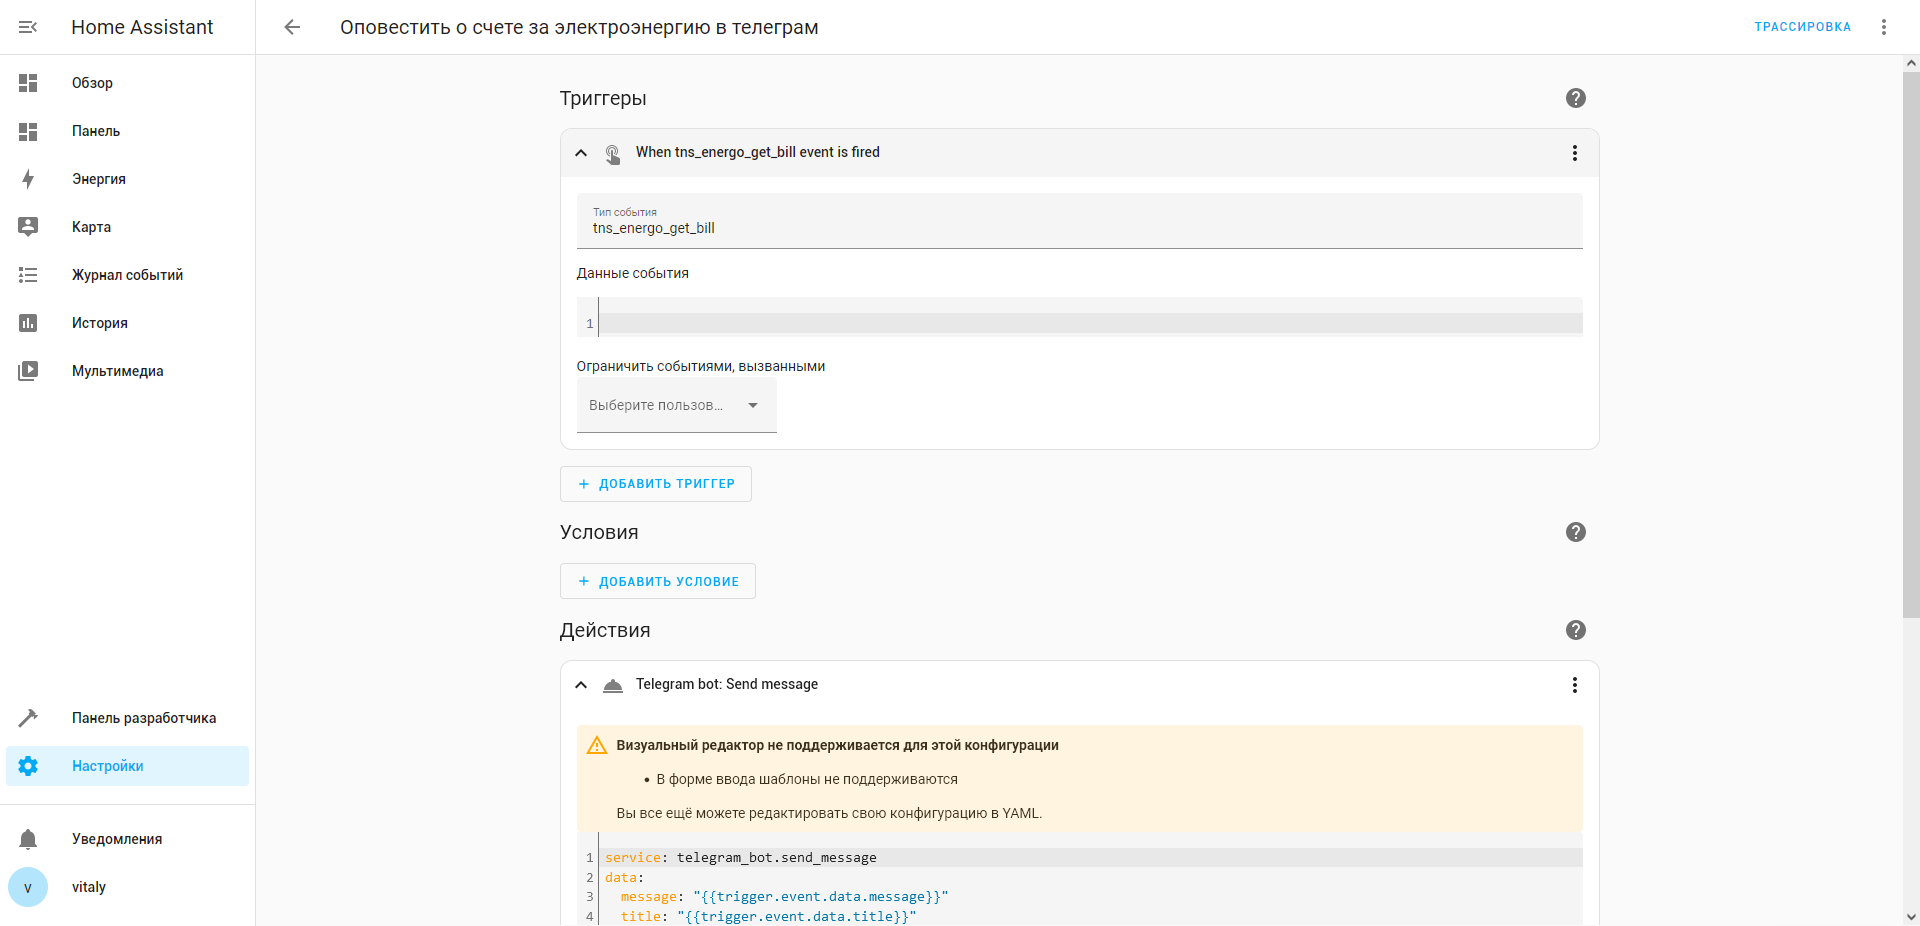 Home Assistant
Оповестить о счете за электроэнергию в телеграм
ТРАССИРОВКА
Обзор
Панель
Энергия
Карта
Журнал событий
История
Мультимедиа
Панель разработчика
Настройки
Уведомления
v
vitaly
Триггеры
When tns_energo_get_bill event is fired
Тип события
tns_energo_get_bill
Данные события
1
Ограничить событиями, вызванными
Выберите пользов...
+ ДОБАВИТЬ ТРИГГЕР
Условия
+ ДОБАВИТЬ УСЛОВИЕ
Действия
Telegram bot: Send message
Визуальный редактор не поддерживается для этой конфигурации
• В форме ввода шаблоны не поддерживаются
Вы все ещё можете редактировать свою конфигурацию в YAML.
1 service: telegram_bot.send_message
2 data:
3 message: "{{trigger.event.data.message}}"
4 title: "{{trigger.event.data.title}}"